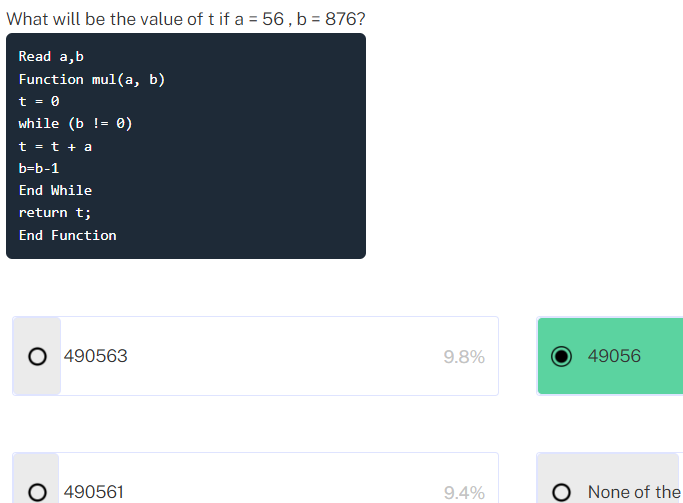 What will be the value of t if a = 56 , b = 876?
Read a,b
Function mul(a, b)
t = 0
while (b != 0)
t = t + a
b=b-1
End While
return t;
End Function
490563 9.8%
49056
490561 9.4%
None of the